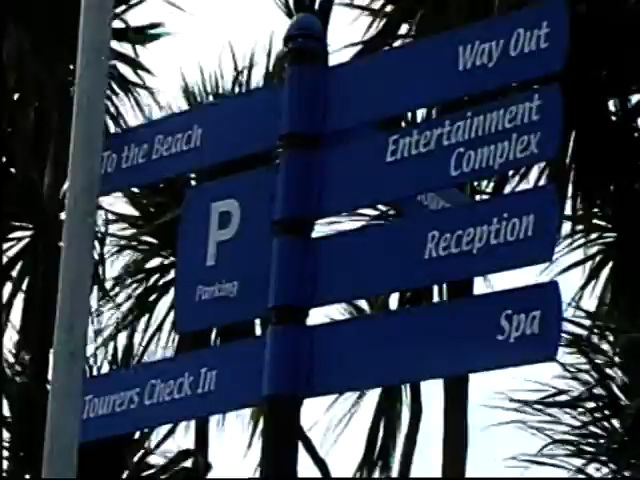 Way Out
To the Beach
Entertainment
Complex
P
Parking
Reception
Spa
Tourers Check In